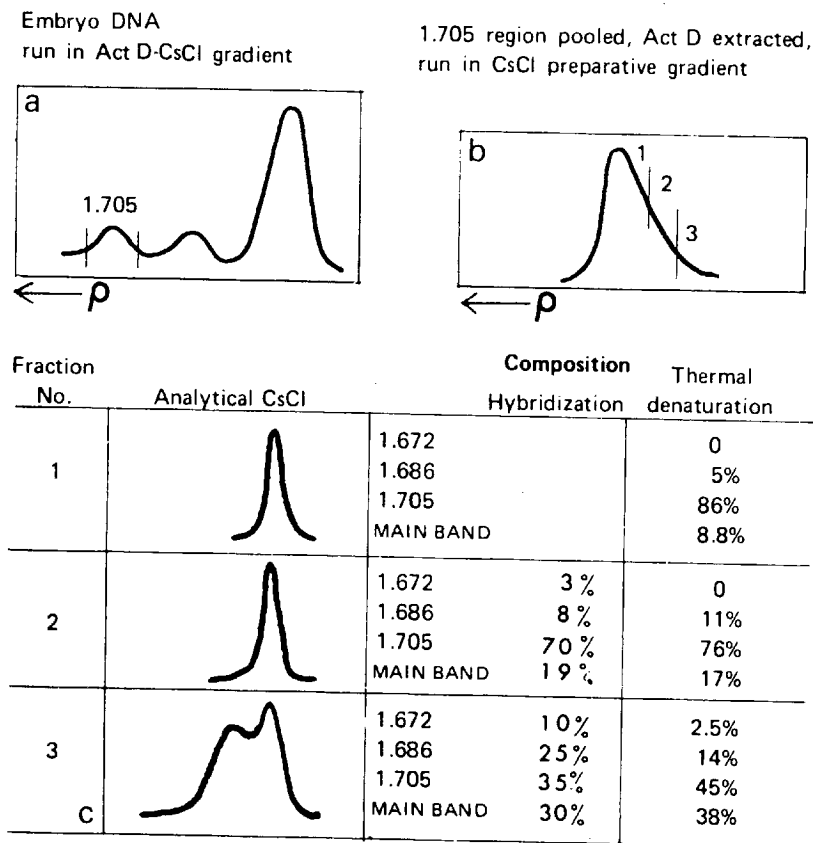 Embryo DNA
run in Act D-CsCl gradient
1.705 region pooled, Act D extracted,
run in CsCl preparative gradient
a
1.705
ρ
b
1
2
3
ρ
Fraction
No.
Analytical CsCl
Composition
Hybridization
Thermal
denaturation
1
1.672 0
1.686 5%
1.705 86%
MAIN BAND 8.8%
2
1.672 3% 0
1.686 8% 11%
1.705 70% 76%
MAIN BAND 19% 17%
3
1.672 10% 2.5%
1.686 25% 14%
1.705 35% 45%
MAIN BAND 30% 38%
C